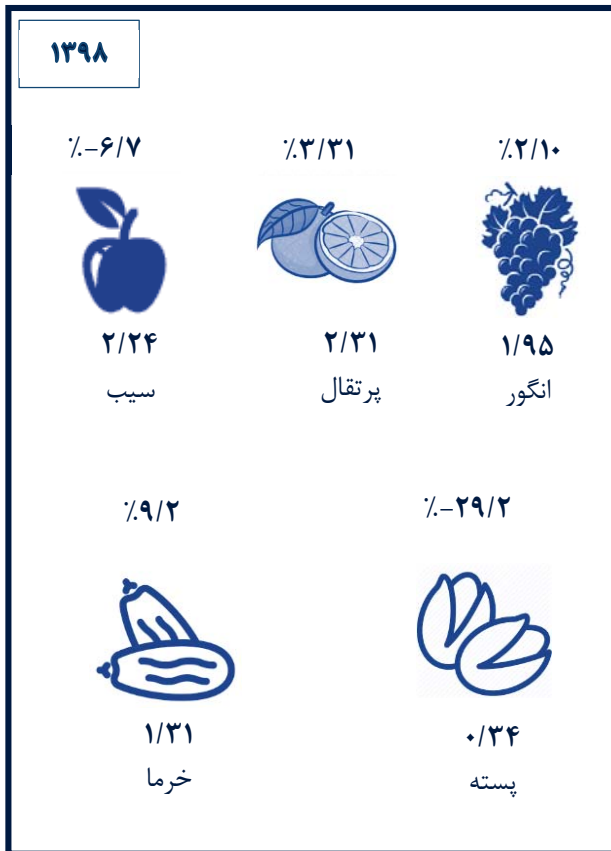 ۱۳۹۸
٪۲/۱۰ ٪۳/۳۱ ٪-۶/۷
۱/۹۵ ۲/۳۱ ۲/۲۴
انگور پرتقال سیب
٪-۲۹/۲ ٪۹/۲
۰/۳۴ ۱/۳۱
پسته خرما